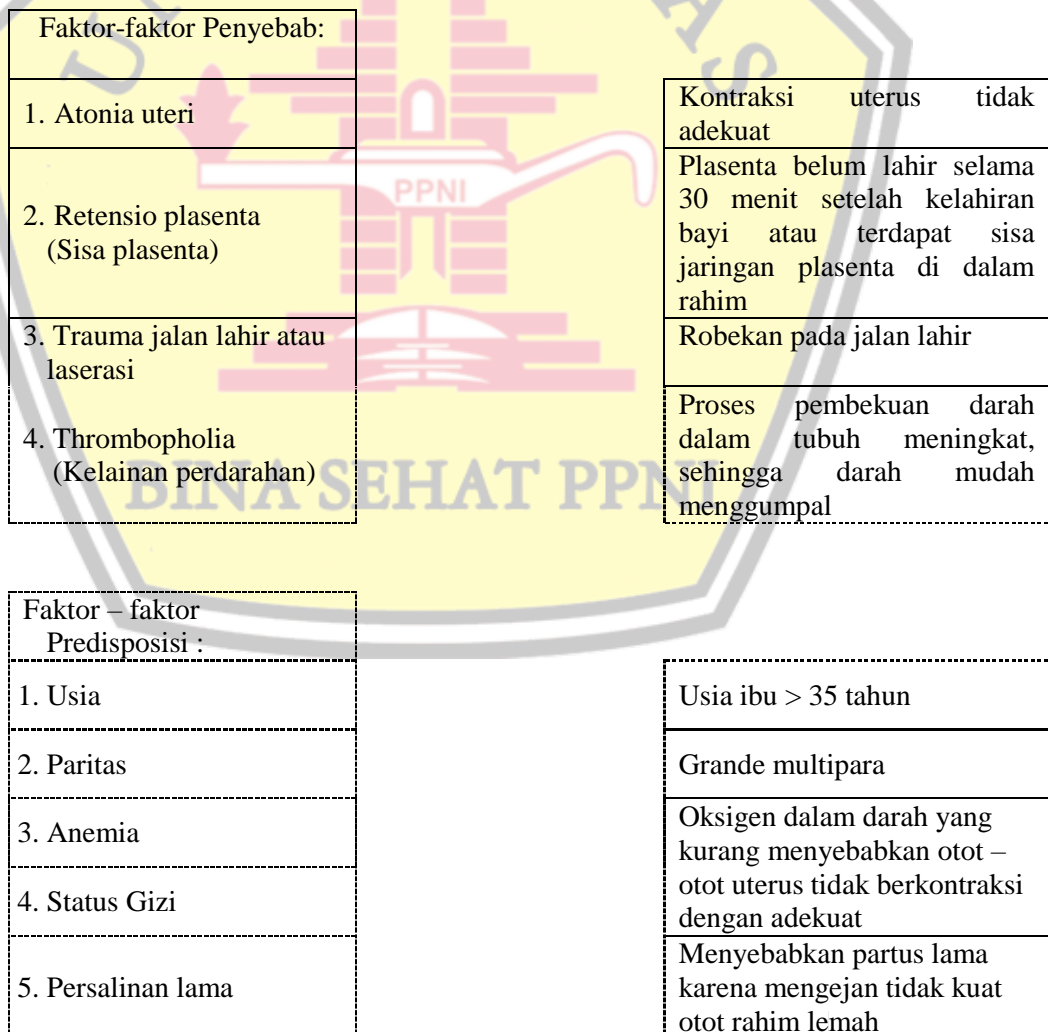 Faktor-faktor Penyebab:
1. Atonia uteri
Kontraksi uterus tidak
adekuat
2. Retensio plasenta
(Sisa plasenta)
Plasenta belum lahir selama
30 menit setelah kelahiran
bayi atau terdapat sisa
jaringan plasenta di dalam
rahim
3. Trauma jalan lahir atau
laserasi
Robekan pada jalan lahir
4. Thrombopholia
(Kelainan perdarahan)
Proses pembekuan darah
dalam tubuh meningkat,
sehingga darah mudah
menggumpal
PPNI
BINA SEHAT PPNI
Faktor – faktor
Predisposisi :
1. Usia
Usia ibu > 35 tahun
2. Paritas
Grande multipara
3. Anemia
Oksigen dalam darah yang
kurang menyebabkan otot –
otot uterus tidak berkontraksi
dengan adekuat
4. Status Gizi
5. Persalinan lama
Menyebabkan partus lama
karena mengejan tidak kuat
otot rahim lemah